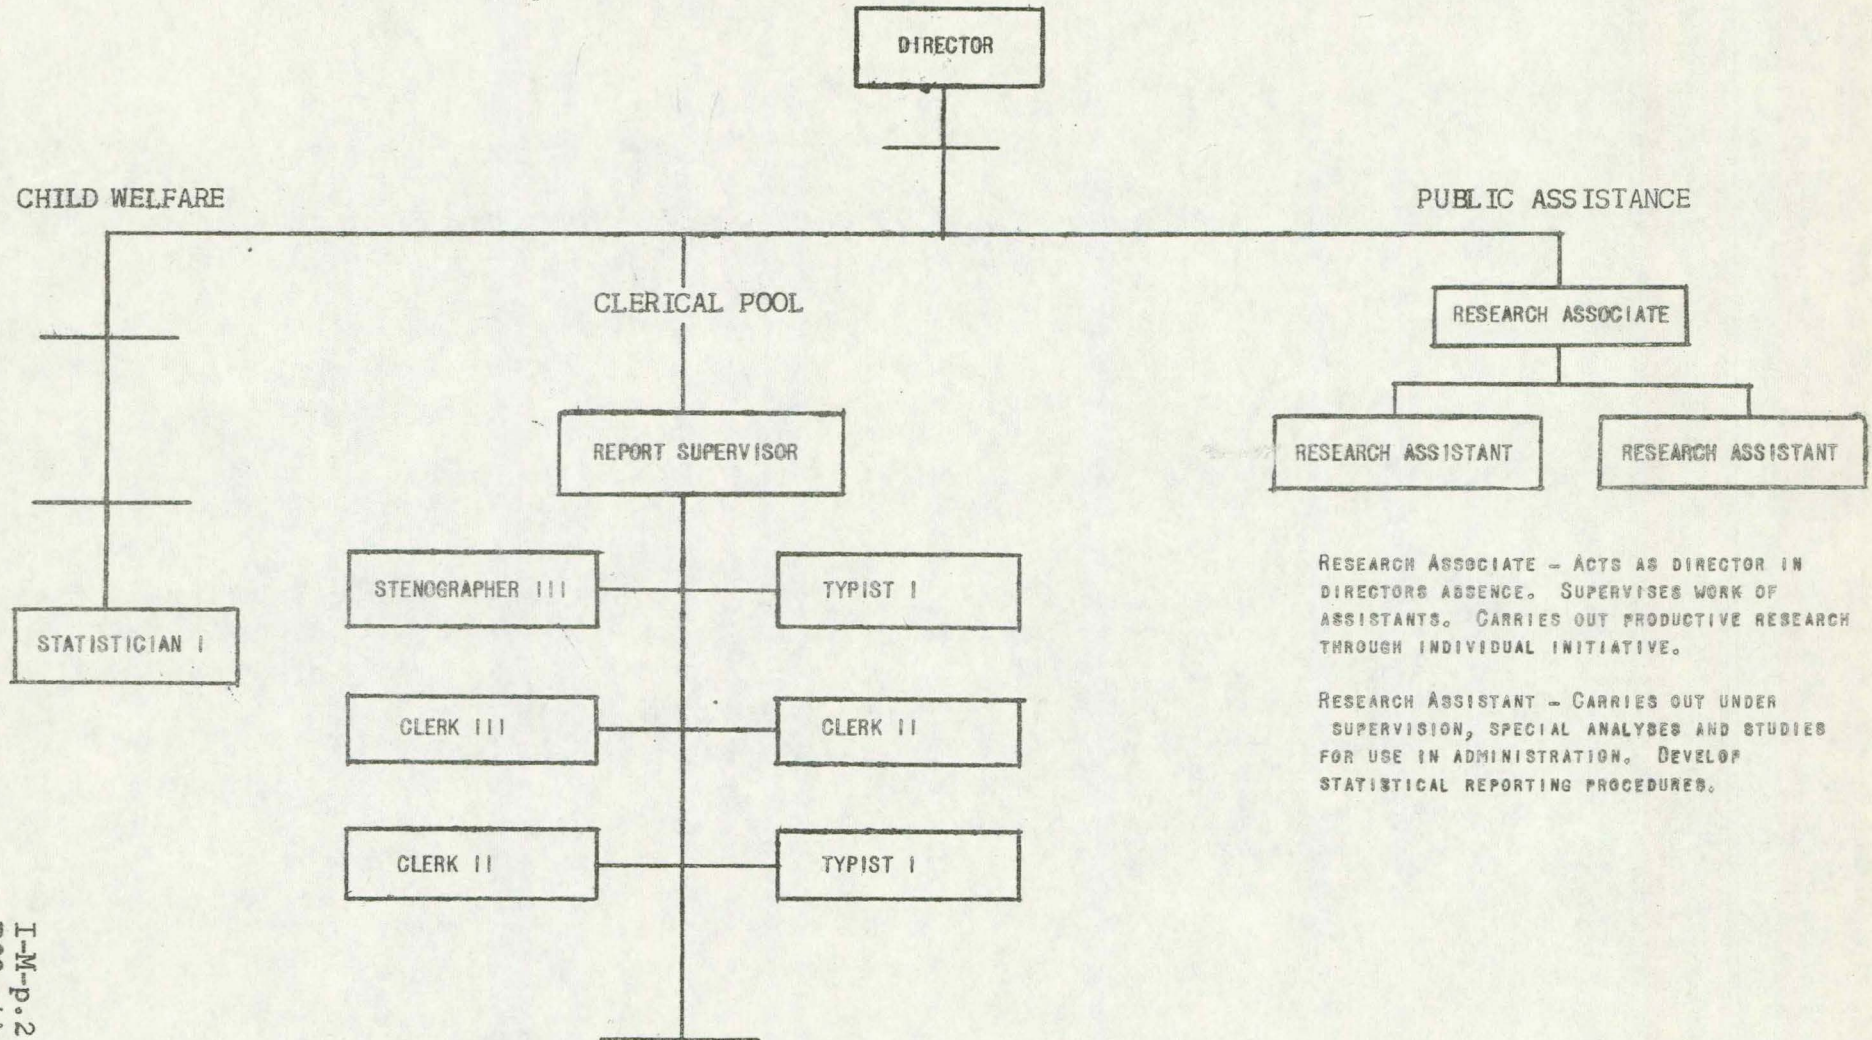 DIRECTOR
CHILD WELFARE
PUBLIC ASSISTANCE
CLERICAL POOL
RESEARCH ASSOCIATE
REPORT SUPERVISOR
RESEARCH ASSISTANT
RESEARCH ASSISTANT
STENOGRAPHER III
TYPIST I
STATISTICIAN I
CLERK III
CLERK II
CLERK II
TYPIST I
RESEARCH ASSOCIATE - ACTS AS DIRECTOR IN
DIRECTORS ABSENCE. SUPERVISES WORK OF
ASSISTANTS. CARRIES OUT PRODUCTIVE RESEARCH
THROUGH INDIVIDUAL INITIATIVE.
RESEARCH ASSISTANT - CARRIES OUT UNDER
SUPERVISION, SPECIAL ANALYSES AND STUDIES
FOR USE IN ADMINISTRATION. DEVELOP
STATISTICAL REPORTING PROCEDURES.
I-M-p.2